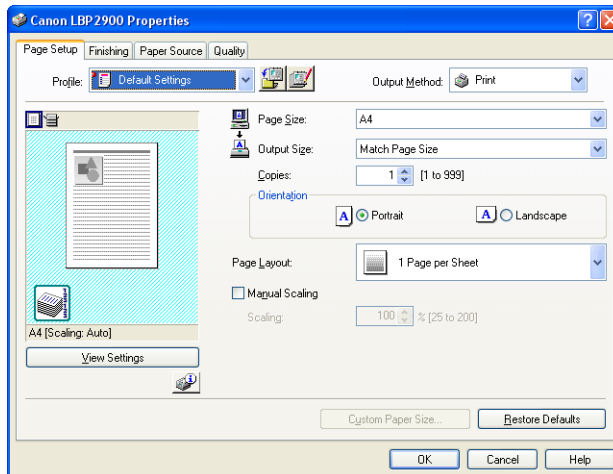 Canon LBP2900 Properties
Page Setup Finishing Paper Source Quality
Profile: Default Settings Output Method: Print
Page Size: A4
Output Size: Match Page Size
Copies: 1 [1 to 999]
Orientation
A Portrait A Landscape
Page Layout: 1 Page per Sheet
Manual Scaling
Scaling: 100 % [25 to 200]
A4 [Scaling: Auto]
View Settings
Custom Paper Size... Restore Defaults
OK Cancel Help